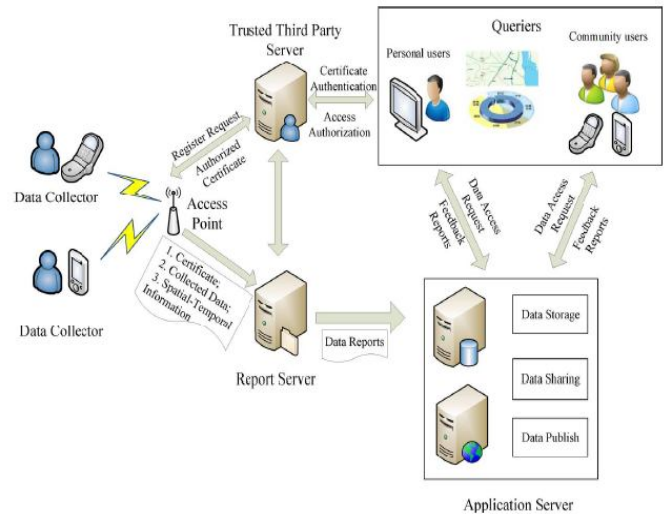 Trusted Third Party
Server
Queriers
Personal users
Community users
Certificate
Authentication
Access
Authorization
Register Request
Authorized
Certificate
Data Collector
Access
Point
Data Collector
1. Certificate;
2. Collected Data;
3. Spatial-Temporal
Information
Report Server
Data Reports
Data Access
Request
Feedback
Reports
Data Access
Request
Feedback
Reports
Data Storage
Data Sharing
Data Publish
Application Server